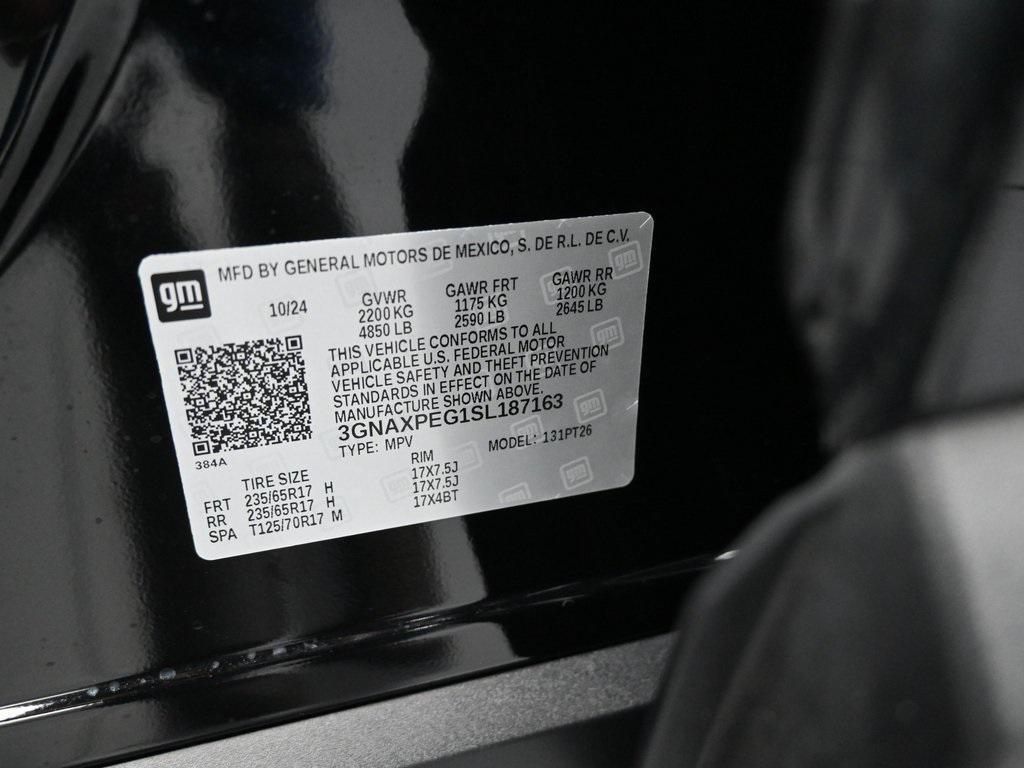 gm
MFD BY GENERAL MOTORS DE MEXICO, S. DE R.L. DE C.V.
10/24 GVWR GAWR FRT GAWR RR
2200 KG 1175 KG 1200 KG
4850 LB 2590 LB 2645 LB
THIS VEHICLE CONFORMS TO ALL
APPLICABLE U.S. FEDERAL MOTOR
VEHICLE SAFETY AND THEFT PREVENTION
STANDARDS IN EFFECT ON THE DATE OF
MANUFACTURE SHOWN ABOVE.
3GNAXPEG1SL187163
TYPE: MPV MODEL: 131PT26
384A
TIRE SIZE RIM
FRT 235/65R17 H 17X7.5J
RR 235/65R17 H 17X7.5J
SPA T125/70R17 M 17X4BT